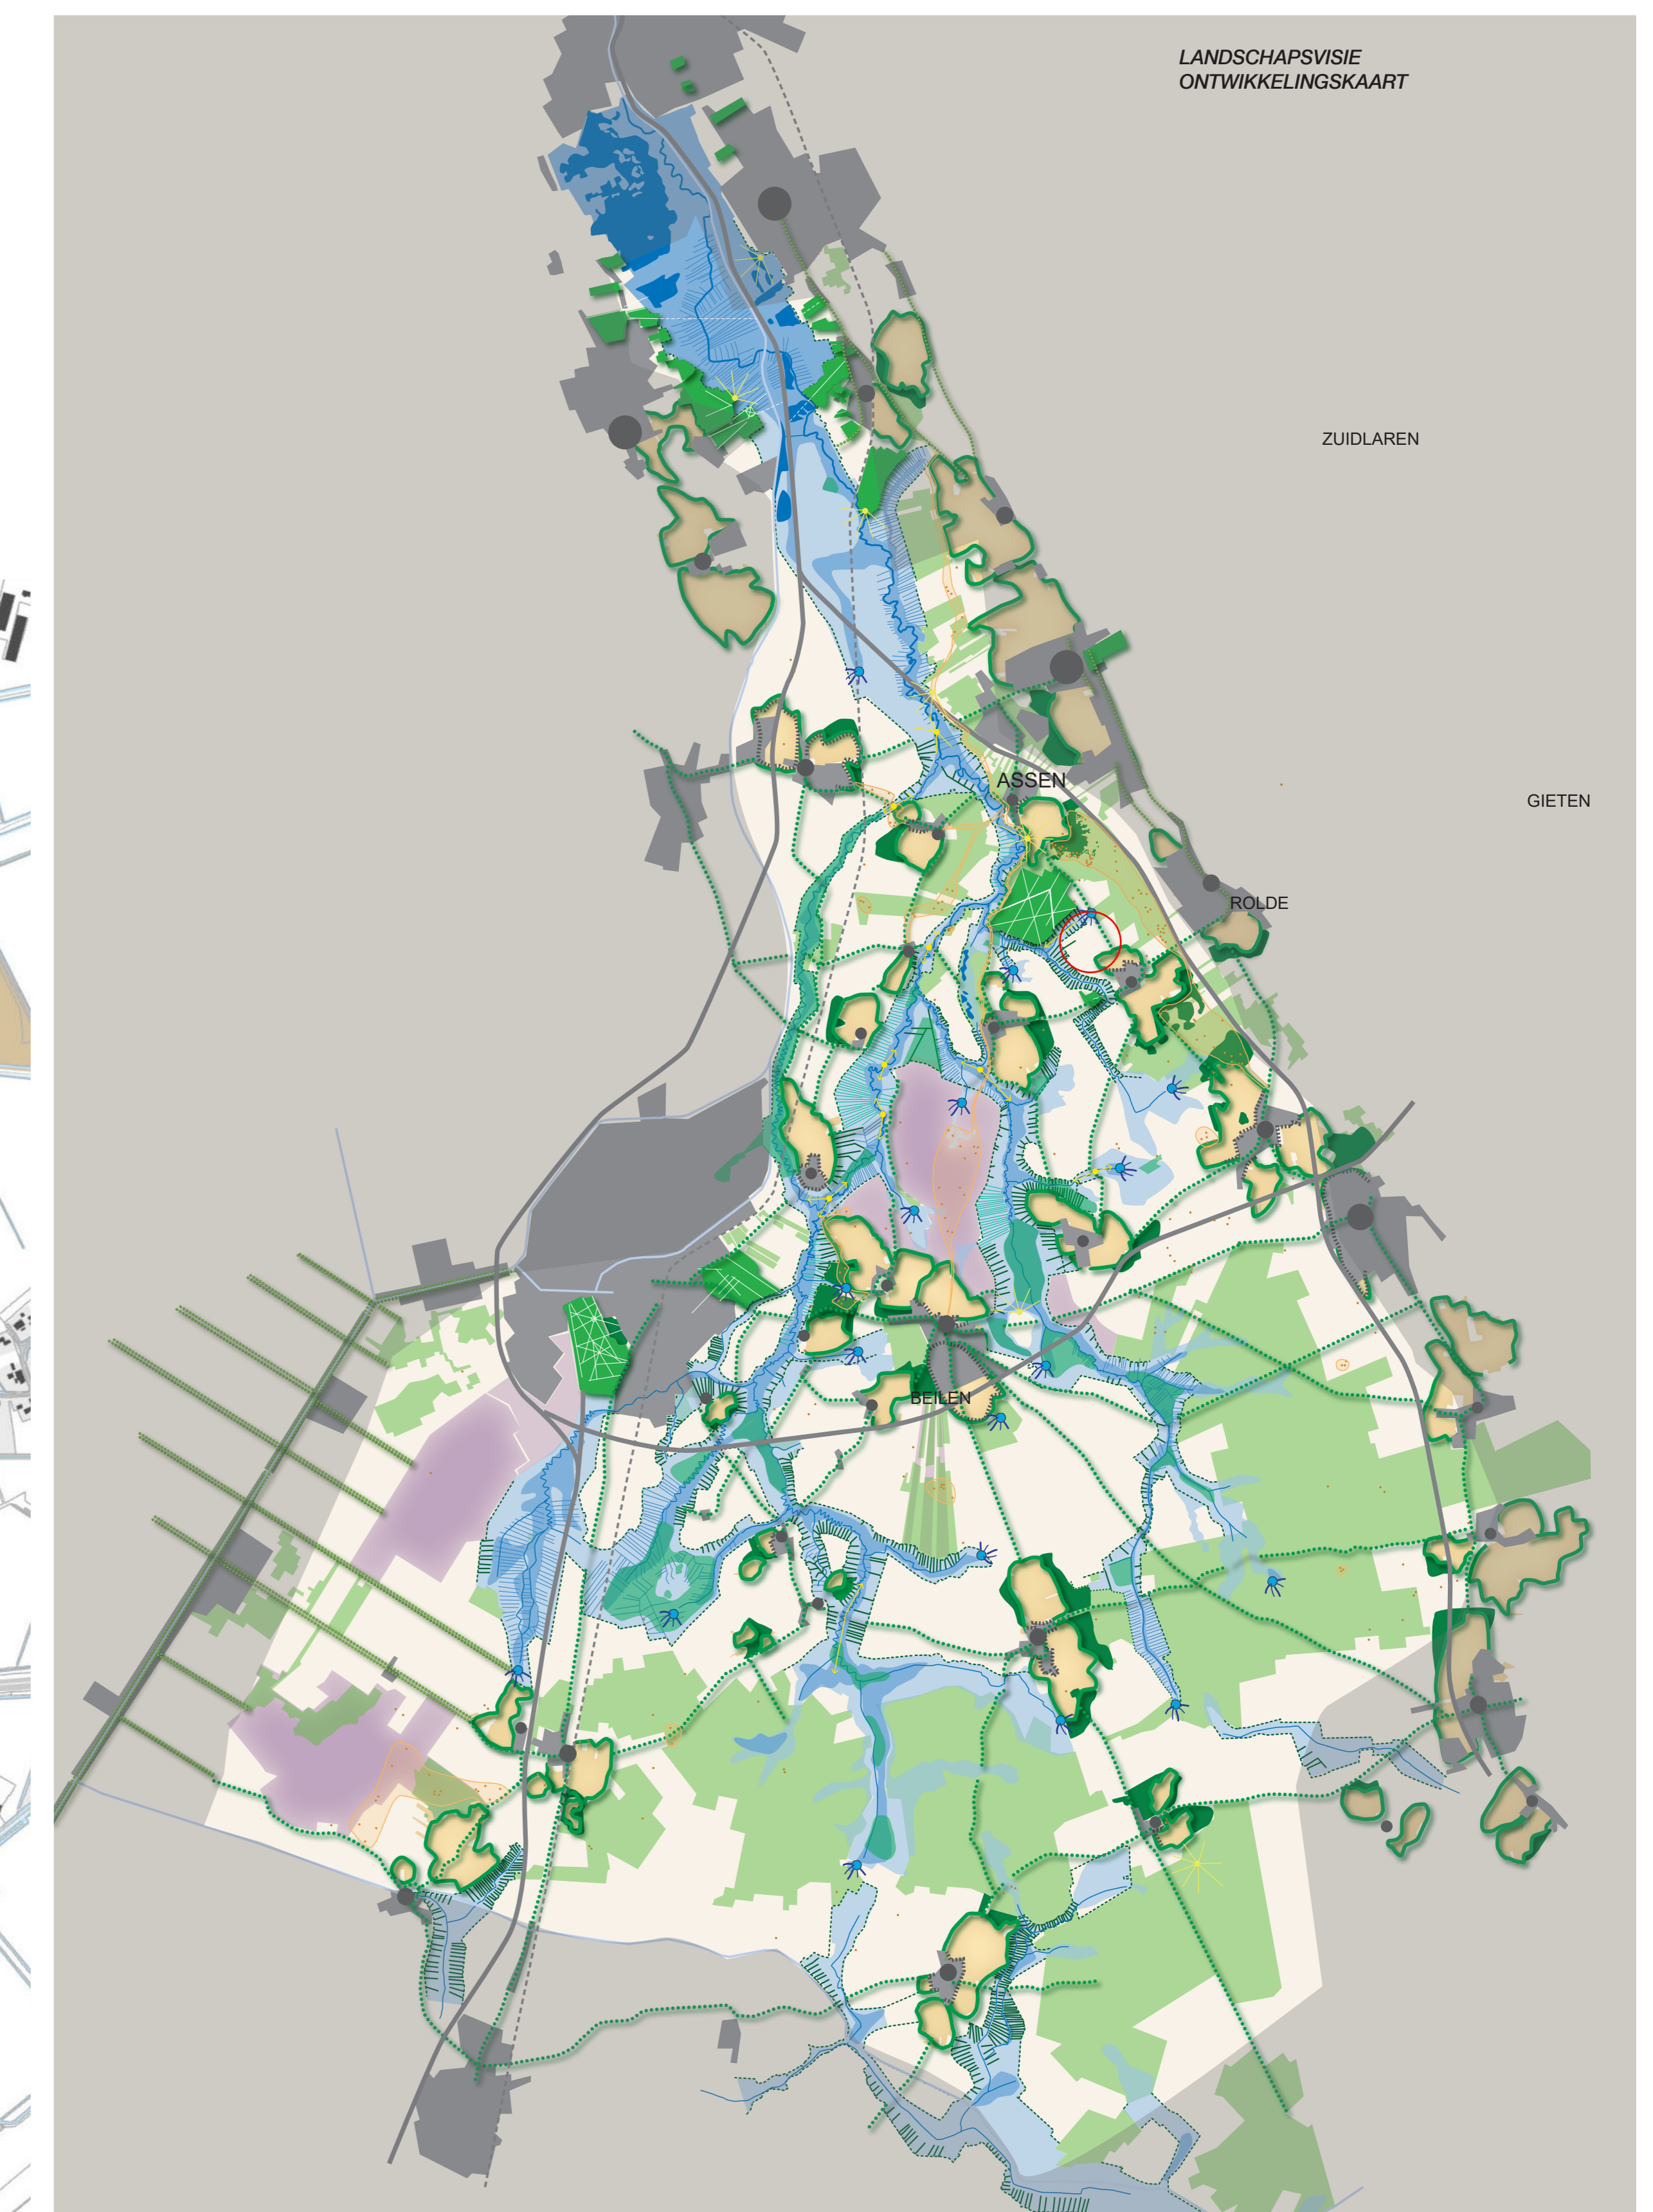 LANDSCHAPSVISIE
ONTWIKKELINGSKAART
ZUIDLAREN
ASSEN
GIETEN
ROLDE
BEILEN